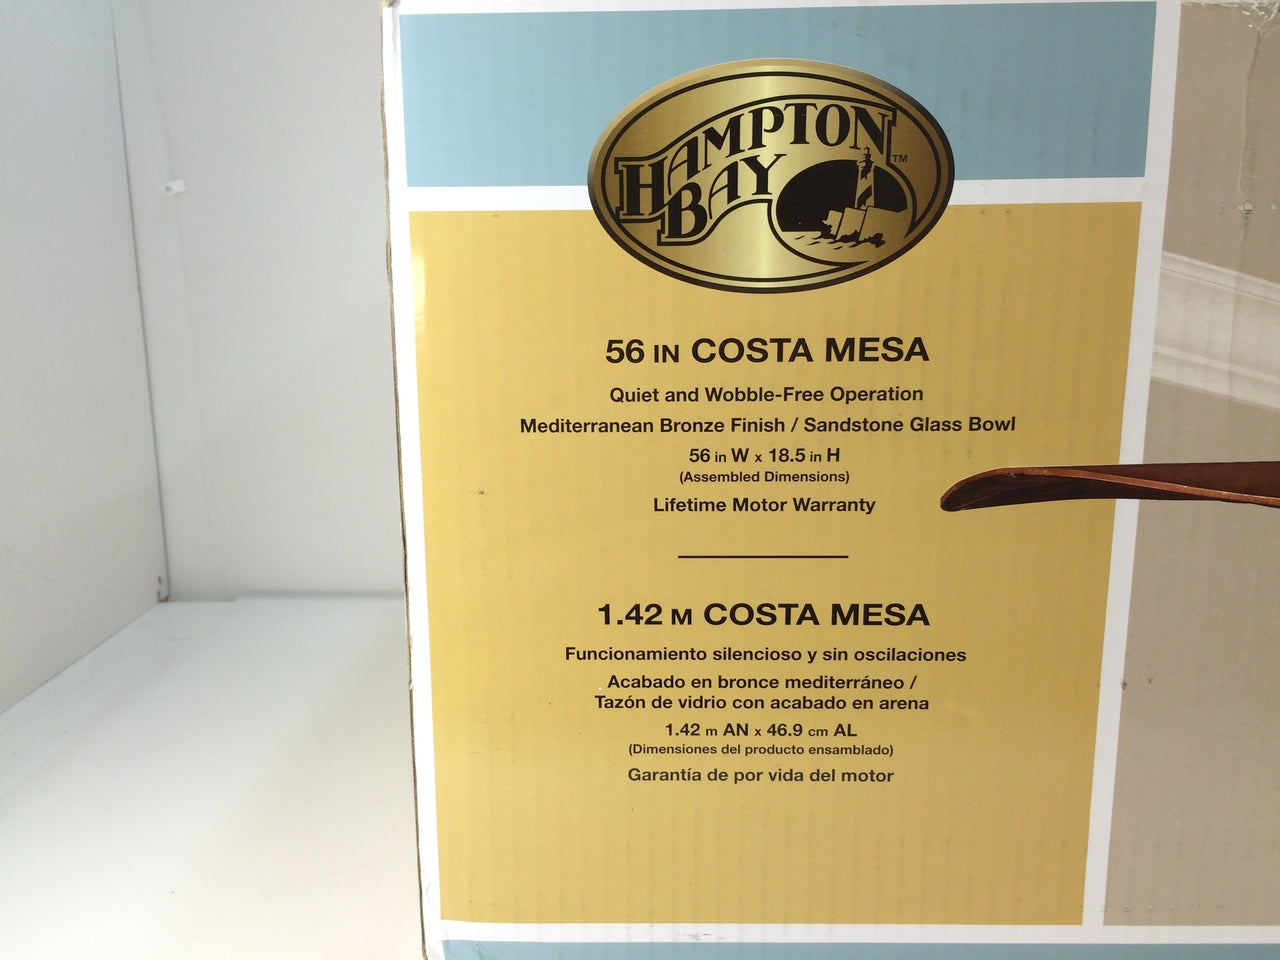 HAMPTON
BAY
TM
56 IN COSTA MESA
Quiet and Wobble-Free Operation
Mediterranean Bronze Finish / Sandstone Glass Bowl
56 in W x 18.5 in H
(Assembled Dimensions)
Lifetime Motor Warranty
1.42 M COSTA MESA
Funcionamiento silencioso y sin oscilaciones
Acabado en bronce mediterráneo /
Tazón de vidrio con acabado en arena
1.42 m AN x 46.9 cm AL
(Dimensiones del producto ensamblado)
Garantía de por vida del motor